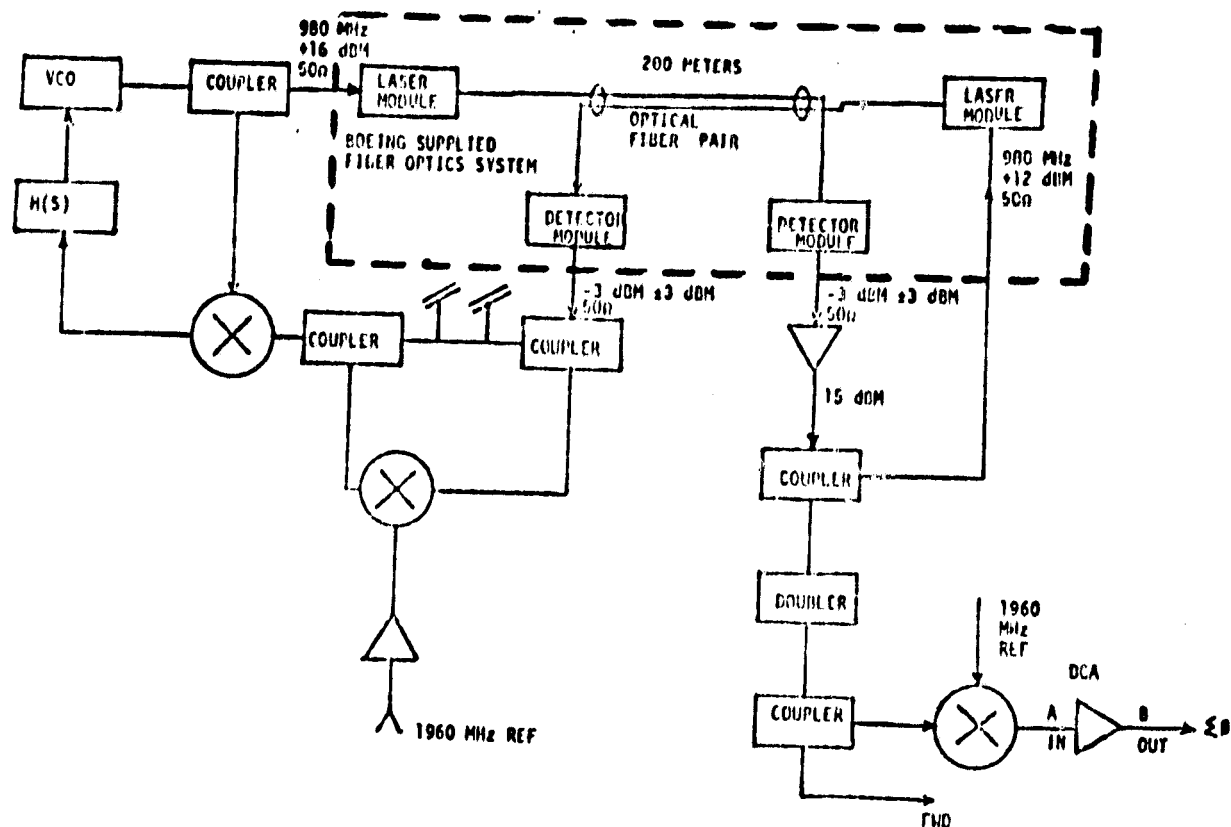 980 MHz
+16 dBM
50Ω
VCO
COUPLER
LASER
MODULE
200 METERS
LASER
MODULE
OPTICAL
FIBER PAIR
BOEING SUPPLIED
FIBER OPTICS SYSTEM
980 MHz
+12 dBM
50Ω
H(S)
DETECTOR
MODULE
DETECTOR
MODULE
-3 dBM ±3 dBM
50Ω
-3 dBM ±3 dBM
50Ω
COUPLER
COUPLER
15 dBM
COUPLER
DOUBLER
1960
MHz
REF
DCA
COUPLER
A
IN
B
OUT
1960 MHz REF